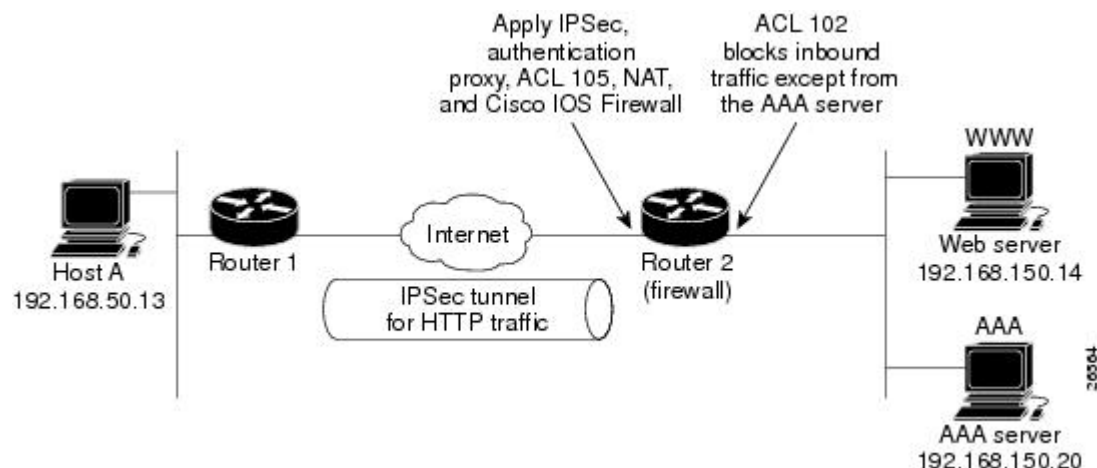 Apply IPSec,
authentication
proxy, ACL 105, NAT,
and Cisco IOS Firewall
ACL 102
blocks inbound
traffic except from
the AAA server
WWW
Host A
192.168.50.13
Router 1
Internet
IPSec tunnel
for HTTP traffic
Router 2
(firewall)
Web server
192.168.150.14
AAA
AAA server
192.168.150.20
26564